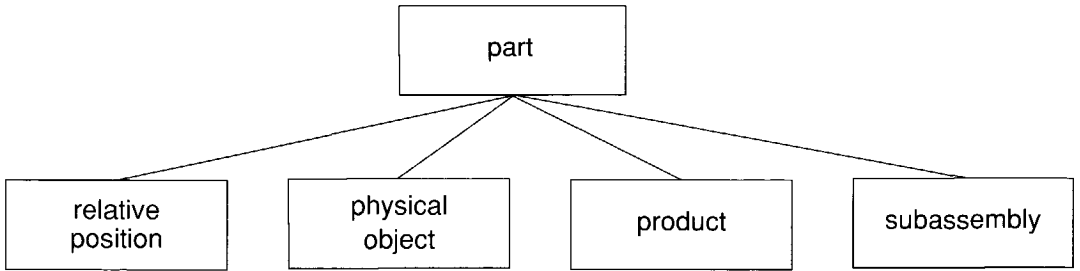 part
relative
position
physical
object
product
subassembly